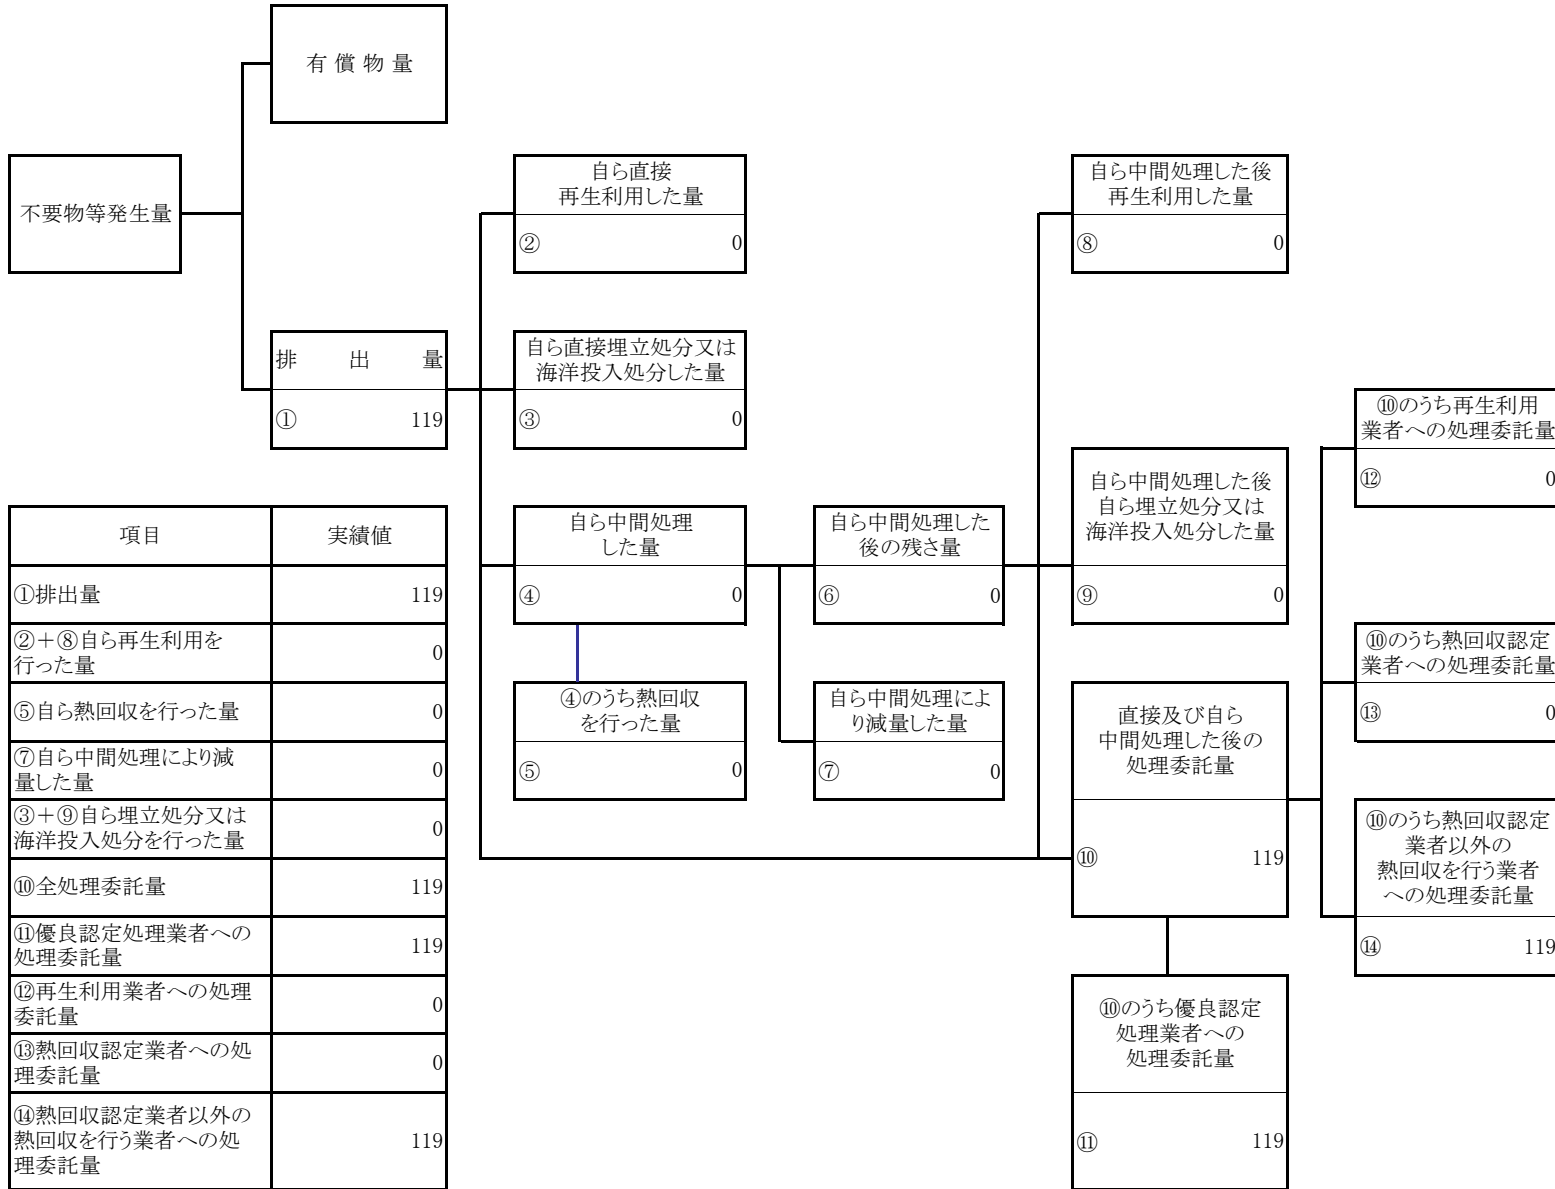 有償物量
不要物等発生量
排出量
① 119
自ら直接
再生利用した量
② 0
自ら直接埋立処分又は
海洋投入処分した量
③ 0
自ら中間処理
した量
④ 0
④のうち熱回収
を行った量
⑤ 0
自ら中間処理した
後の残さ量
⑥ 0
自ら中間処理によ
り減量した量
⑦ 0
自ら中間処理した後
再生利用した量
⑧ 0
自ら中間処理した後
自ら埋立処分又は
海洋投入処分した量
⑨ 0
直接及び自ら
中間処理した後の
処理委託量
⑩ 119
⑩のうち優良認定
処理業者への
処理委託量
⑪ 119
⑩のうち再生利用
業者への処理委託量
⑫ 0
⑩のうち熱回収認定
業者への処理委託量
⑬ 0
⑩のうち熱回収認定
業者以外の
熱回収を行う業者
への処理委託量
⑭ 119
項目 実績値
①排出量 119
②+⑧自ら再生利用を
行った量 0
⑤自ら熱回収を行った量 0
⑦自ら中間処理により減
量した量 0
③+⑨自ら埋立処分又は
海洋投入処分を行った量 0
⑩全処理委託量 119
⑪優良認定処理業者への
処理委託量 119
⑫再生利用業者への処理
委託量 0
⑬熱回収認定業者への処
理委託量 0
⑭熱回収認定業者以外の
熱回収を行う業者への処
理委託量 119